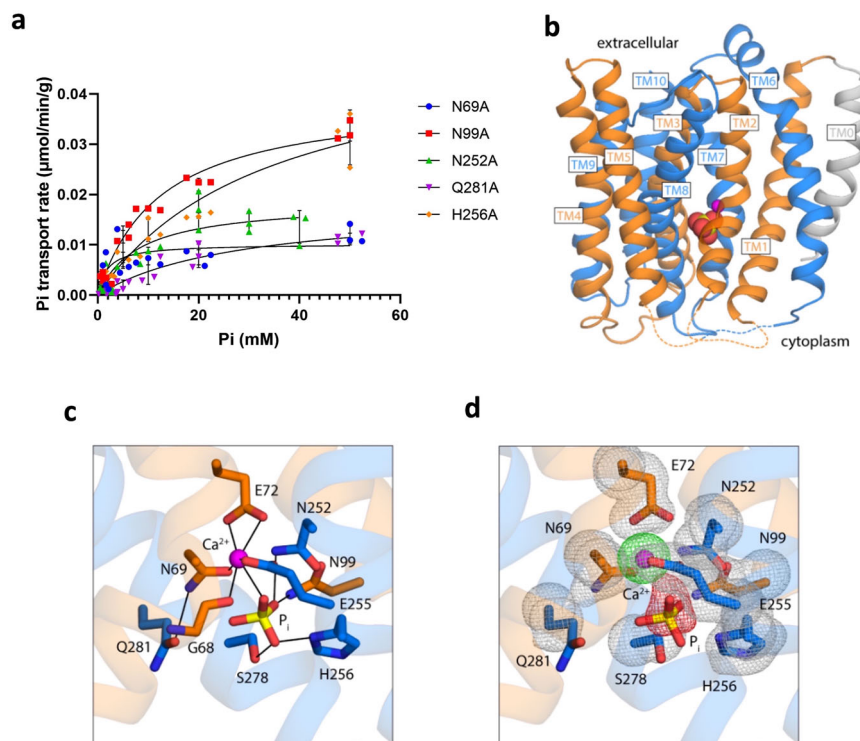 a
Pi transport rate (µmol/min/g)
0.04
0.03
0.02
0.01
0.00
0
20
40
60
Pi (mM)
N69A
N99A
N252A
Q281A
H256A
b
extracellular
TM10
TM6
TM3
TM2
TM0
TM9
TM5
TM7
TM8
TM4
TM1
cytoplasm
c
E72
Ca²⁺
N252
N69
N99
E255
Pᵢ
Q281
G68
S278
H256
d
E72
N252
N69
N99
Ca²⁺
E255
Pᵢ
Q281
S278
H256